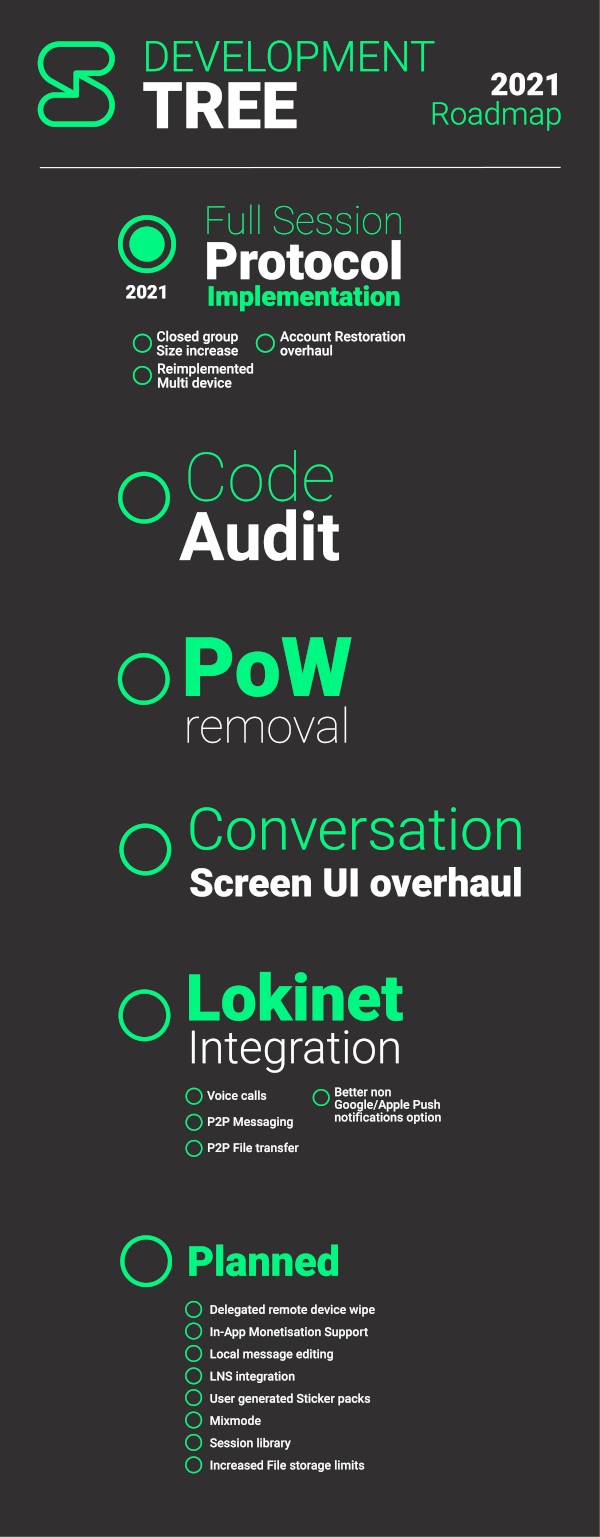 DEVELOPMENT
TREE
2021
Roadmap
Full Session
Protocol
Implementation
2021
Closed group
Size increase
Account Restoration
overhaul
Reimplemented
Multi device
Code
Audit
PoW
removal
Conversation
Screen UI overhaul
Lokinet
Integration
Voice calls
P2P Messaging
P2P File transfer
Better non
Google/Apple Push
notifications option
Planned
Delegated remote device wipe
In-App Monetisation Support
Local message editing
LNS integration
User generated Sticker packs
Mixmode
Session library
Increased File storage limits